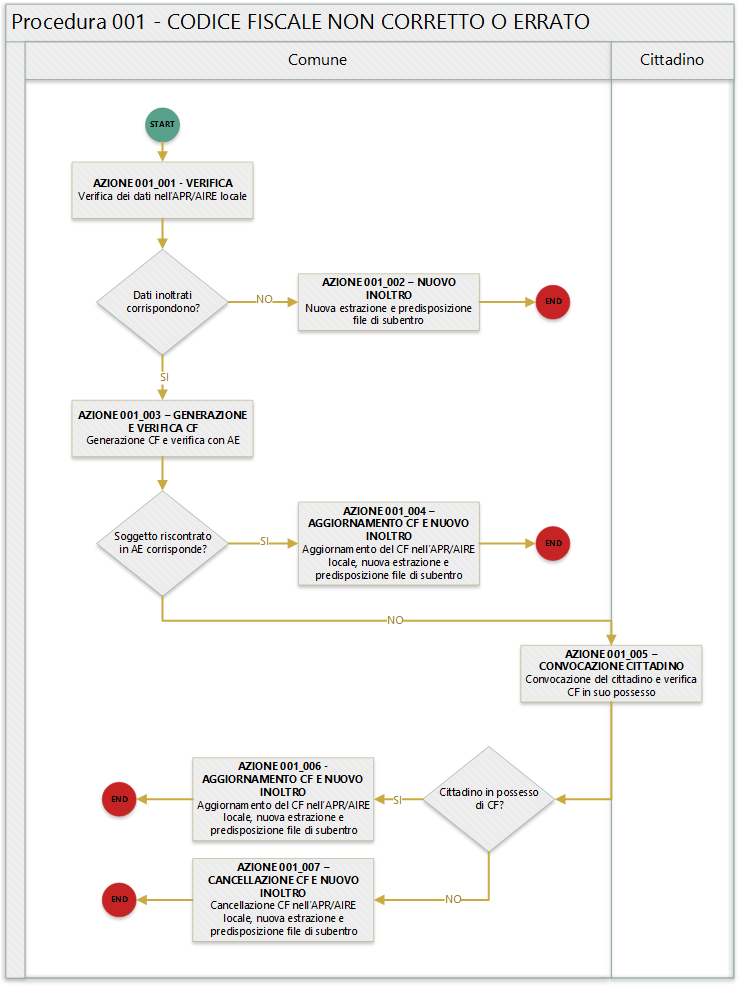 Procedura 001 - CODICE FISCALE NON CORRETTO O ERRATO
Comune
Cittadino
START
AZIONE 001_001 - VERIFICA
Verifica dei dati nell'APR/AIRE locale
Dati inoltrati
corrispondono?
NO
AZIONE 001_002 – NUOVO
INOLTRO
Nuova estrazione e predisposizione
file di subentro
END
SI
AZIONE 001_003 – GENERAZIONE
E VERIFICA CF
Generazione CF e verifica con AE
Soggetto riscontrato
in AE corrisponde?
SI
AZIONE 001_004 –
AGGIORNAMENTO CF E NUOVO
INOLTRO
Aggiornamento del CF nell'APR/AIRE
locale, nuova estrazione e
predisposizione file di subentro
END
NO
AZIONE 001_005 –
CONVOCAZIONE CITTADINO
Convocazione del cittadino e verifica
CF in suo possesso
Cittadino in possesso
di CF?
SI
AZIONE 001_006 -
AGGIORNAMENTO CF E NUOVO
INOLTRO
Aggiornamento del CF nell'APR/AIRE
locale, nuova estrazione e
predisposizione file di subentro
END
NO
AZIONE 001_007 –
CANCELLAZIONE CF E NUOVO
INOLTRO
Cancellazione CF nell'APR/AIRE
locale, nuova estrazione e
predisposizione file di subentro
END